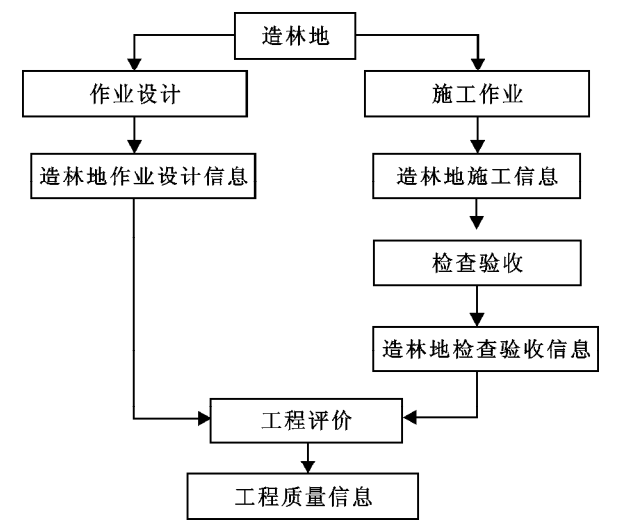 造林地
作业设计
施工作业
造林地作业设计信息
造林地施工信息
检查验收
造林地检查验收信息
工程评价
工程质量信息